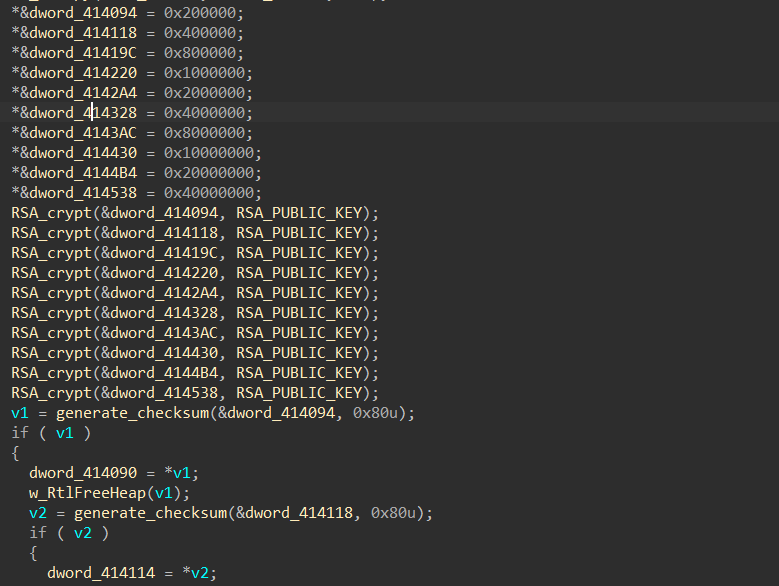 *&dword_414094 = 0x200000;
*&dword_414118 = 0x400000;
*&dword_41419C = 0x800000;
*&dword_414220 = 0x1000000;
*&dword_4142A4 = 0x2000000;
*&dword_414328 = 0x4000000;
*&dword_4143AC = 0x8000000;
*&dword_414430 = 0x10000000;
*&dword_4144B4 = 0x20000000;
*&dword_414538 = 0x40000000;
RSA_crypt(&dword_414094, RSA_PUBLIC_KEY);
RSA_crypt(&dword_414118, RSA_PUBLIC_KEY);
RSA_crypt(&dword_41419C, RSA_PUBLIC_KEY);
RSA_crypt(&dword_414220, RSA_PUBLIC_KEY);
RSA_crypt(&dword_4142A4, RSA_PUBLIC_KEY);
RSA_crypt(&dword_414328, RSA_PUBLIC_KEY);
RSA_crypt(&dword_4143AC, RSA_PUBLIC_KEY);
RSA_crypt(&dword_414430, RSA_PUBLIC_KEY);
RSA_crypt(&dword_4144B4, RSA_PUBLIC_KEY);
RSA_crypt(&dword_414538, RSA_PUBLIC_KEY);
v1 = generate_checksum(&dword_414094, 0x80u);
if ( v1 )
{
dword_414090 = *v1;
w_RtlFreeHeap(v1);
v2 = generate_checksum(&dword_414118, 0x80u);
if ( v2 )
{
dword_414114 = *v2;